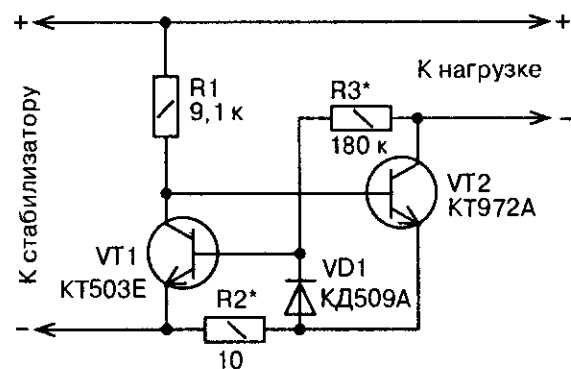 +
+
К стабилизатору
R1
9,1 к
К нагрузке
R3*
180 к
−
VT2
КТ972А
VT1
КТ503Е
VD1
КД509А
R2*
10
−